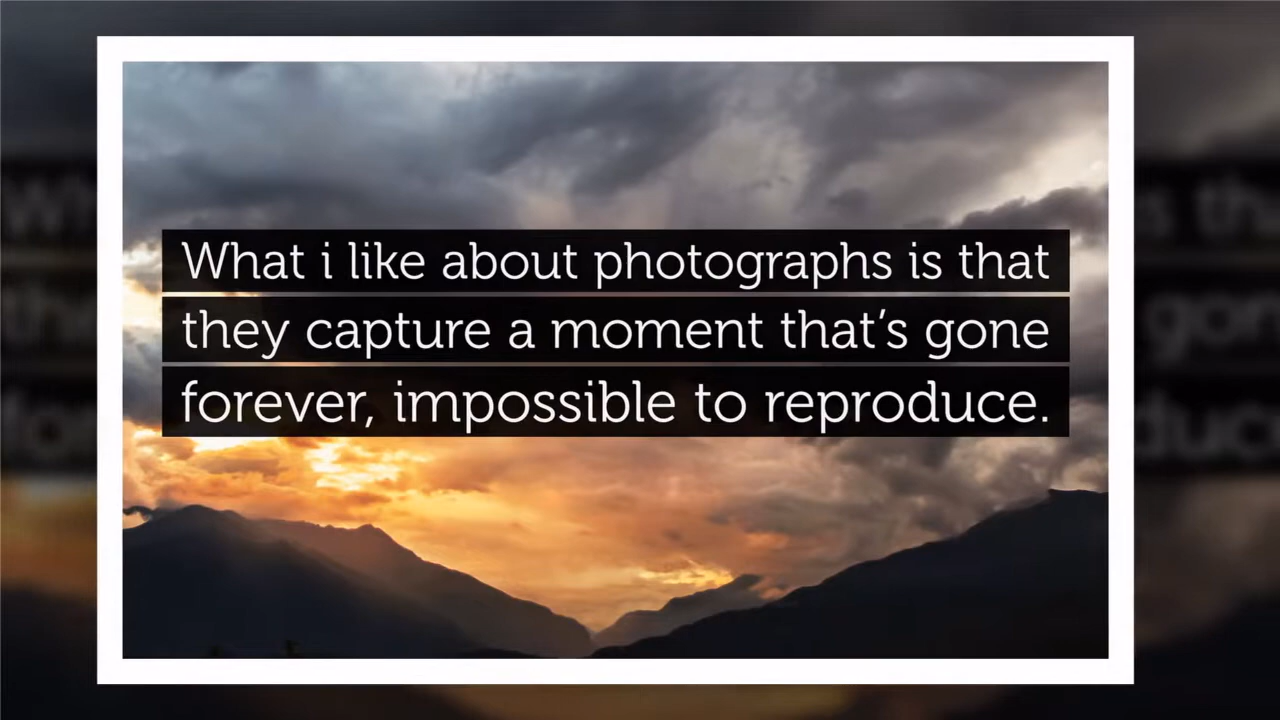 What i like about photographs is that
they capture a moment that's gone
forever, impossible to reproduce.